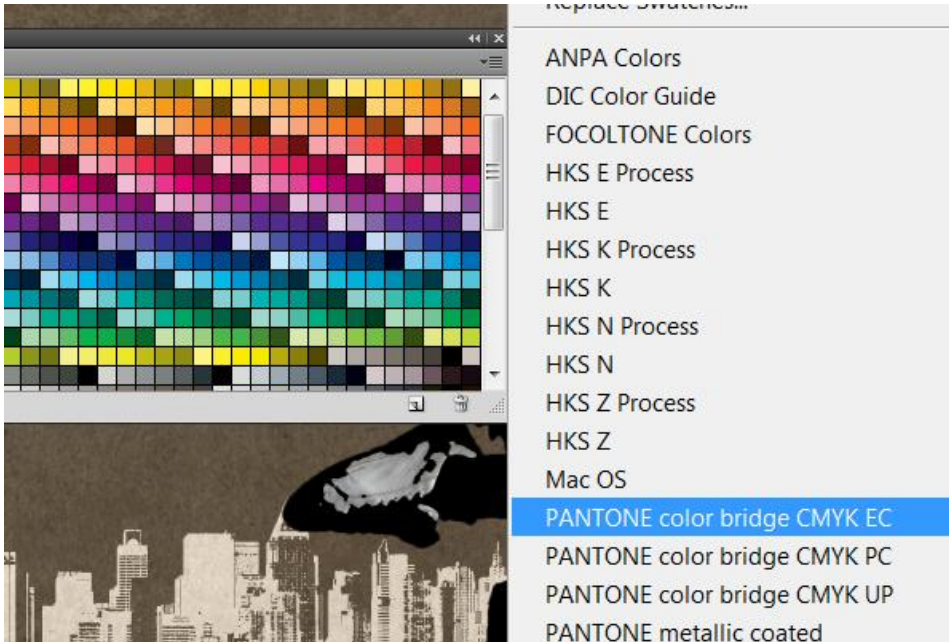 Replace Swatches...
ANPA Colors
DIC Color Guide
FOCOLTONE Colors
HKS E Process
HKS E
HKS K Process
HKS K
HKS N Process
HKS N
HKS Z Process
HKS Z
Mac OS
PANTONE color bridge CMYK EC
PANTONE color bridge CMYK PC
PANTONE color bridge CMYK UP
PANTONE metallic coated